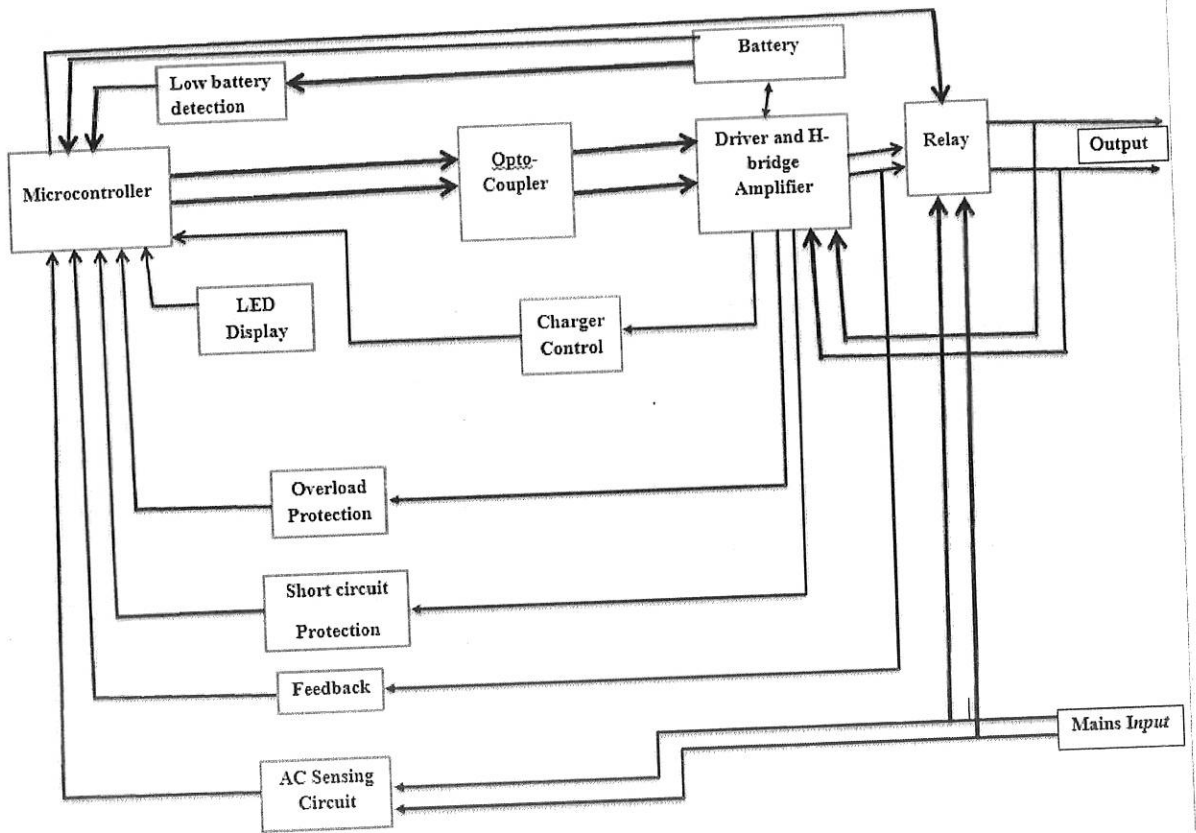 Battery
Low battery
detection
Microcontroller
Opto-
Coupler
Driver and H-
bridge
Amplifier
Relay
Output
LED
Display
Charger
Control
Overload
Protection
Short circuit
Protection
Feedback
Mains Input
AC Sensing
Circuit